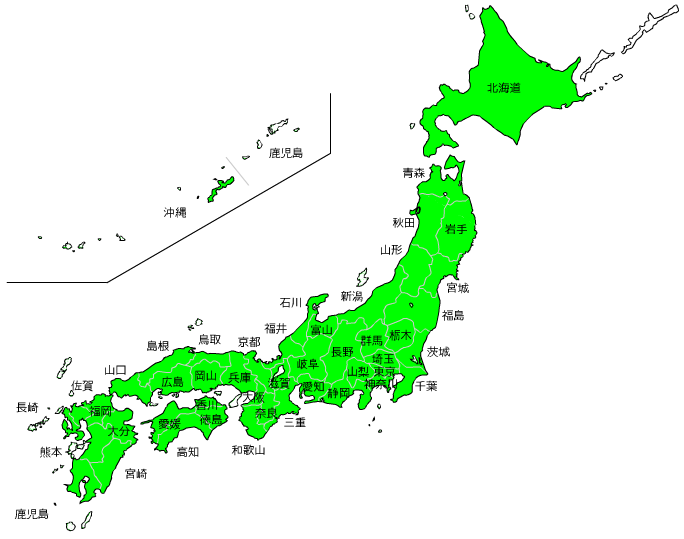 北海道
鹿児島
青森
沖縄
秋田
岩手
山形
宮城
新潟
石川
福島
福井
富山
群馬
栃木
鳥取
京都
島根
長野
茨城
岐阜
埼玉
山口
山梨
東京
岡山
兵庫
広島
滋賀
愛知
神奈川
千葉
佐賀
静岡
大阪
香川
長崎
福岡
奈良
徳島
三重
愛媛
大分
高知
和歌山
熊本
宮崎
鹿児島